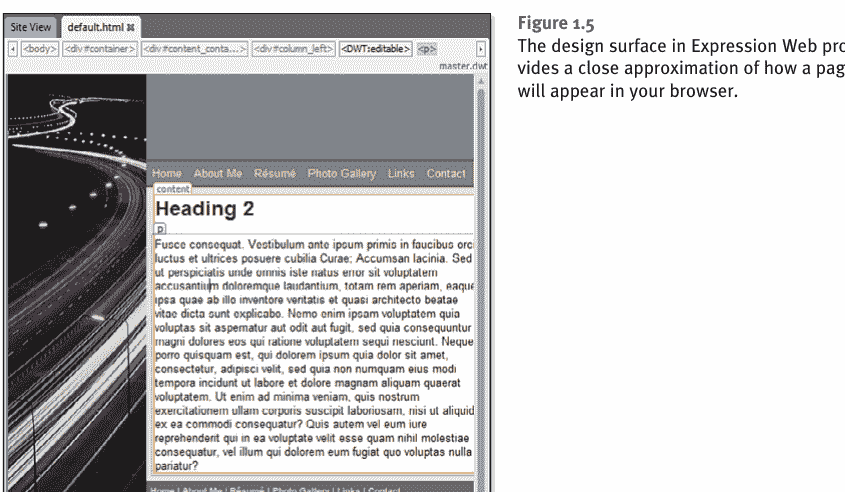 Site View default.html
<body> <div#container> <div#content_conta...> <div#column_left> <DWT:editable> <p>
master.dwt
Home About Me Résumé Photo Gallery Links Contact
content
Heading 2
p
Fusce consequat. Vestibulum ante ipsum primis in faucibus orc
luctus et ultrices posuere cubilia Curae; Accumsan lacinia. Sed
ut perspiciatis unde omnis iste natus error sit voluptatem
accusantium doloremque laudantium, totam rem aperiam, eaque
ipsa quae ab illo inventore veritatis et quasi architecto beatae
vitae dicta sunt explicabo. Nemo enim ipsam voluptatem quia
voluptas sit aspernatur aut odit aut fugit, sed quia consequuntur
magni dolores eos qui ratione voluptatem sequi nesciunt. Neque
porro quisquam est, qui dolorem ipsum quia dolor sit amet,
consectetur, adipisci velit, sed quia non numquam eius modi
tempora incidunt ut labore et dolore magnam aliquam quaerat
voluptatem. Ut enim ad minima veniam, quis nostrum
exercitationem ullam corporis suscipit laboriosam, nisi ut aliquid
ex ea commodi consequatur? Quis autem vel eum iure
reprehenderit qui in ea voluptate velit esse quam nihil molestiae
consequatur, vel illum qui dolorem eum fugiat quo voluptas nulla
pariatur?
Home | About Me | Résumé | Photo Gallery | Links | Contact
Figure 1.5
The design surface in Expression Web pro
vides a close approximation of how a pag
will appear in your browser.